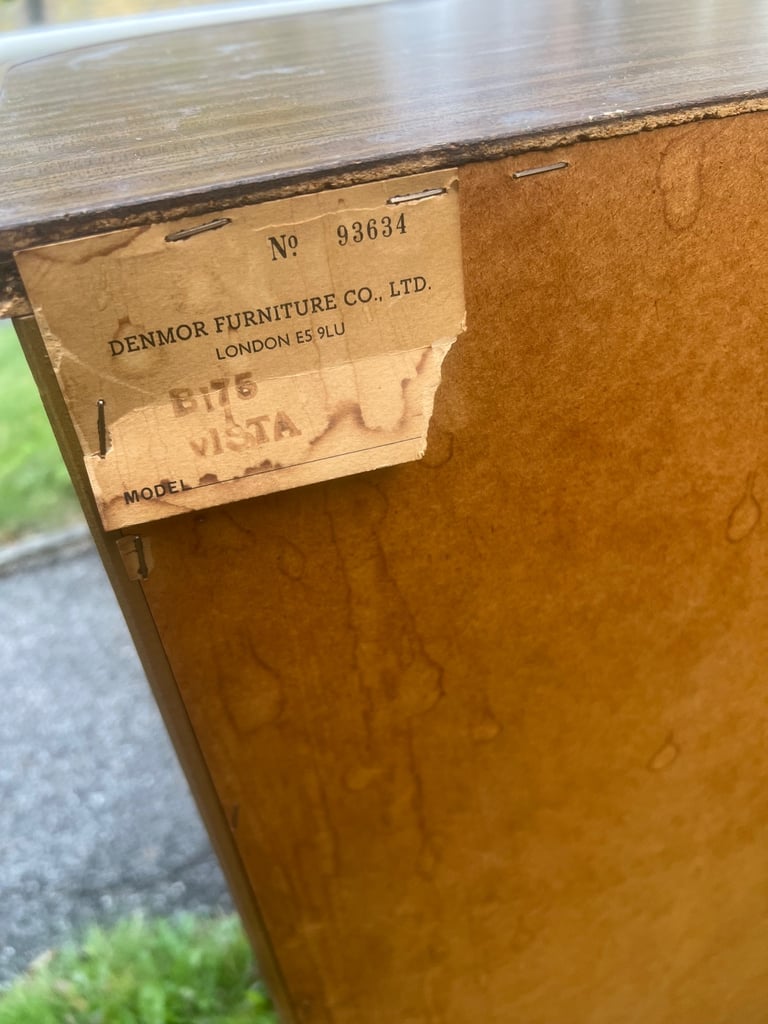 Nº 93634
DENMOR FURNITURE CO., LTD.
LONDON E5 9LU
B175
VISTA
MODEL